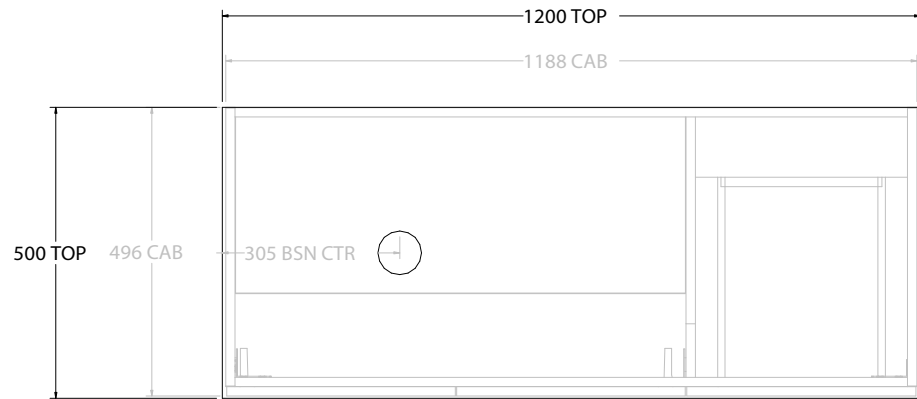 1200 TOP
1188 CAB
500 TOP
496 CAB
305 BSN CTR